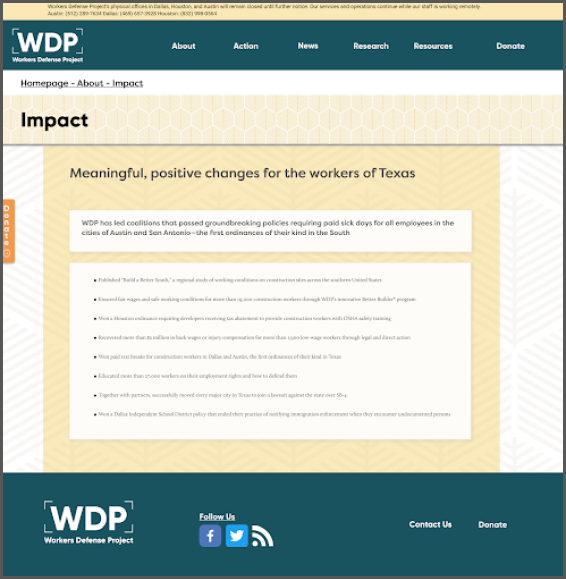 Workers Defense Project's physical offices in Dallas, Houston, and Austin will remain closed until further notice. Our services and operations continue while our staff is working remotely
Austin: (512) 289-7634 Dallas: (469) 657-3928 Houston: (832) 998-0564
WDP
Workers Defense Project
About
Action
News
Research
Resources
Donate
Homepage - About - Impact
Impact
Meaningful, positive changes for the workers of Texas
Donate
WDP has led coalitions that passed groundbreaking policies requiring paid sick days for all employees in the
cities of Austin and San Antonio—the first ordinances of their kind in the South
Published "Build a Better South," a regional study of working conditions on construction sites across the southern United States
Ensured fair wages and safe working conditions for more than construction workers through WDP's innovative Better Builder® program
Won a Houston ordinance requiring developers receiving tax abatement to provide construction workers with OSHA safety training
Recovered more than million in back wages or injury compensation for more than low-wage workers through legal and direct action
Won paid rest breaks for construction workers in Dallas and Austin, the first ordinances of their kind in Texas
Educated more than workers on their employment rights and how to defend them
Together with partners, successfully moved every major city in Texas to join a lawsuit against the state over SB-4
Won a Dallas Independent School District policy that ended their practice of notifying immigration enforcement when they encounter undocumented persons
WDP
Workers Defense Project
Follow Us
Contact Us
Donate